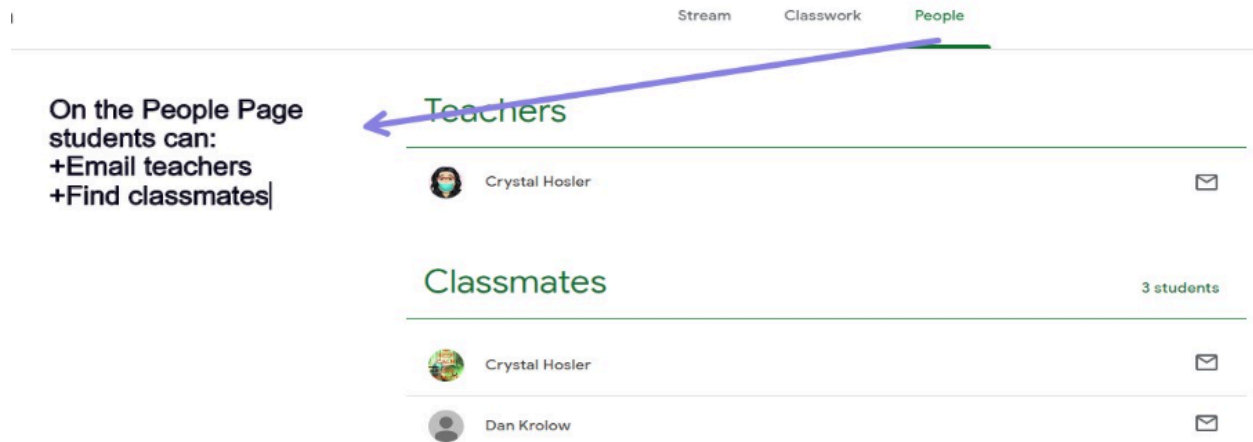 Stream Classwork People
On the People Page
students can:
+Email teachers
+Find classmates
Teachers
Crystal Hosler
Classmates 3 students
Crystal Hosler
Dan Krolow